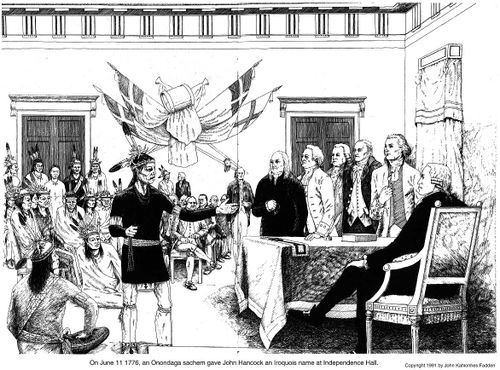 On June 11 1776, an Onondaga sachem gave John Hancock an Iroquois name at Independence Hall.
Copyright 1991 by John Kahionhes Fadden